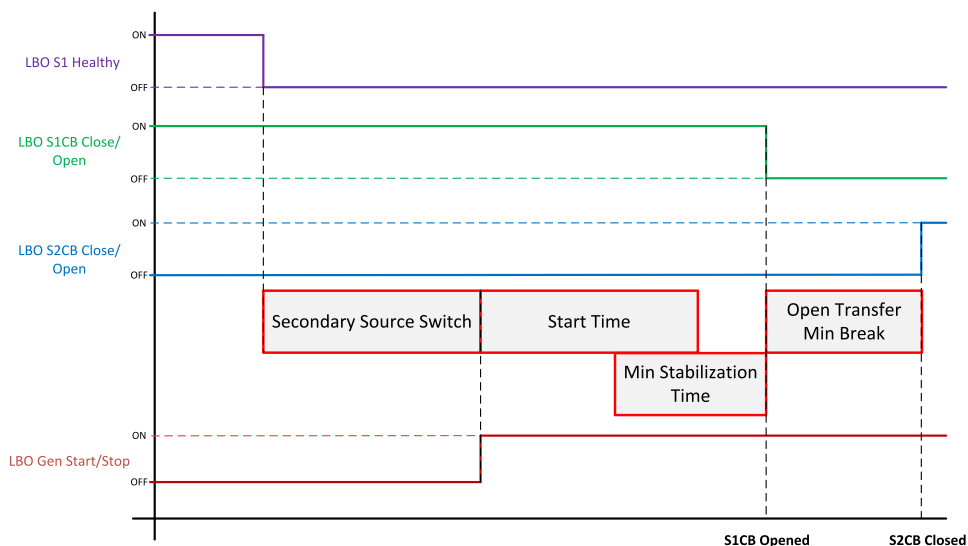 ON
LBO S1 Healthy
OFF
ON
LBO S1CB Close/
Open
OFF
ON
LBO S2CB Close/
Open
OFF
Secondary Source Switch
Start Time
Open Transfer
Min Break
Min Stabilization
Time
ON
LBO Gen Start/Stop
OFF
S1CB Opened
S2CB Closed